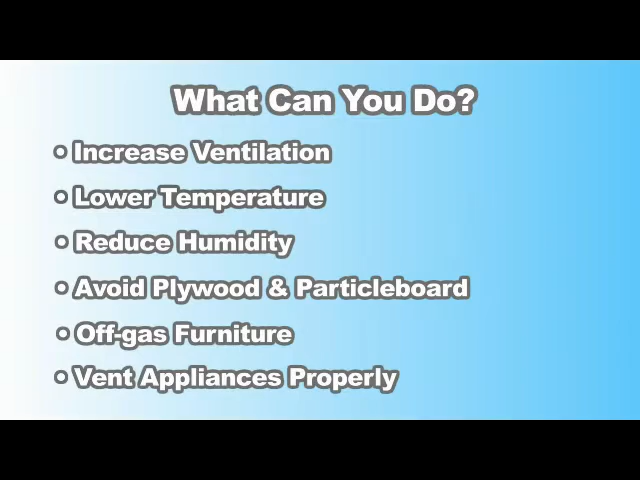 What Can You Do?
• Increase Ventilation
• Lower Temperature
• Reduce Humidity
• Avoid Plywood & Particleboard
• Off-gas Furniture
• Vent Appliances Properly